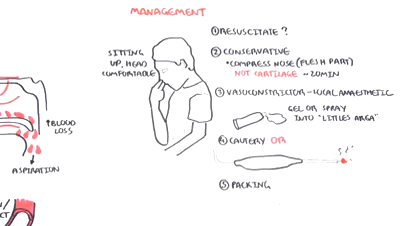 MANAGEMENT
① RESUSCITATE?
SITTING
UP, HEAD
COMFORTABLE
② CONSERVATIVE
• COMPRESS NOSE (FLESH PART)
NOT CARTILAGE ~20MIN
③ VASOCONSTRICTOR - LOCAL ANAESTHETIC
GEL OR SPRAY
INTO "LITTLES AREA"
↑BLOOD
LOSS
ASPIRATION
④ CAUTERY OR
⑤ PACKING
N/
CT